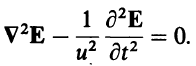 ∇²E − 1/u² ∂²E/∂t² = 0.